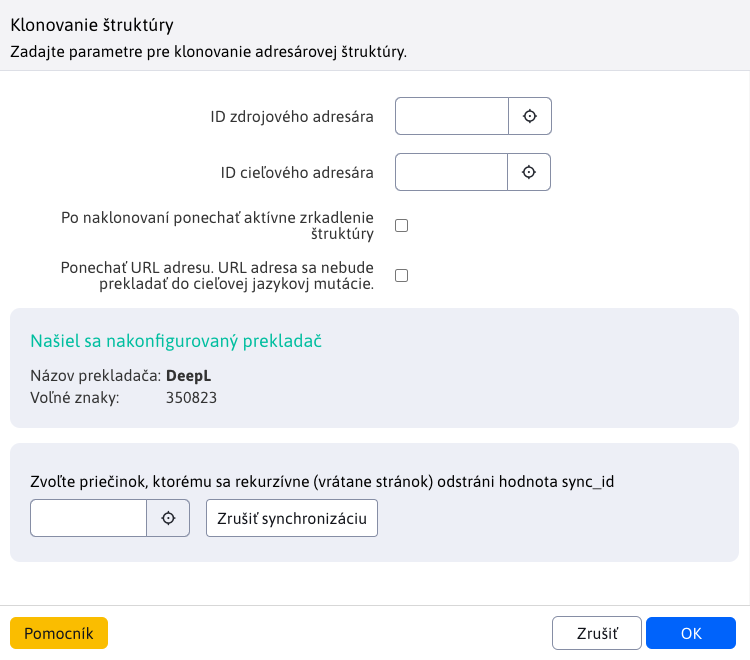 Klonovanie štruktúry
Zadajte parametre pre klonovanie adresárovej štruktúry.
ID zdrojového adresára
ID cieľového adresára
Po naklonovaní ponechať aktívne zrkadlenie
štruktúry
Ponechať URL adresu. URL adresa sa nebude
prekladať do cieľovej jazykovj mutácie.
Našiel sa nakonfigurovaný prekladač
Názov prekladača: DeepL
Voľné znaky: 350823
Zvoľte priečinok, ktorému sa rekurzívne (vrátane stránok) odstráni hodnota sync_id
Zrušiť synchronizáciu
Pomocník
Zrušiť
OK